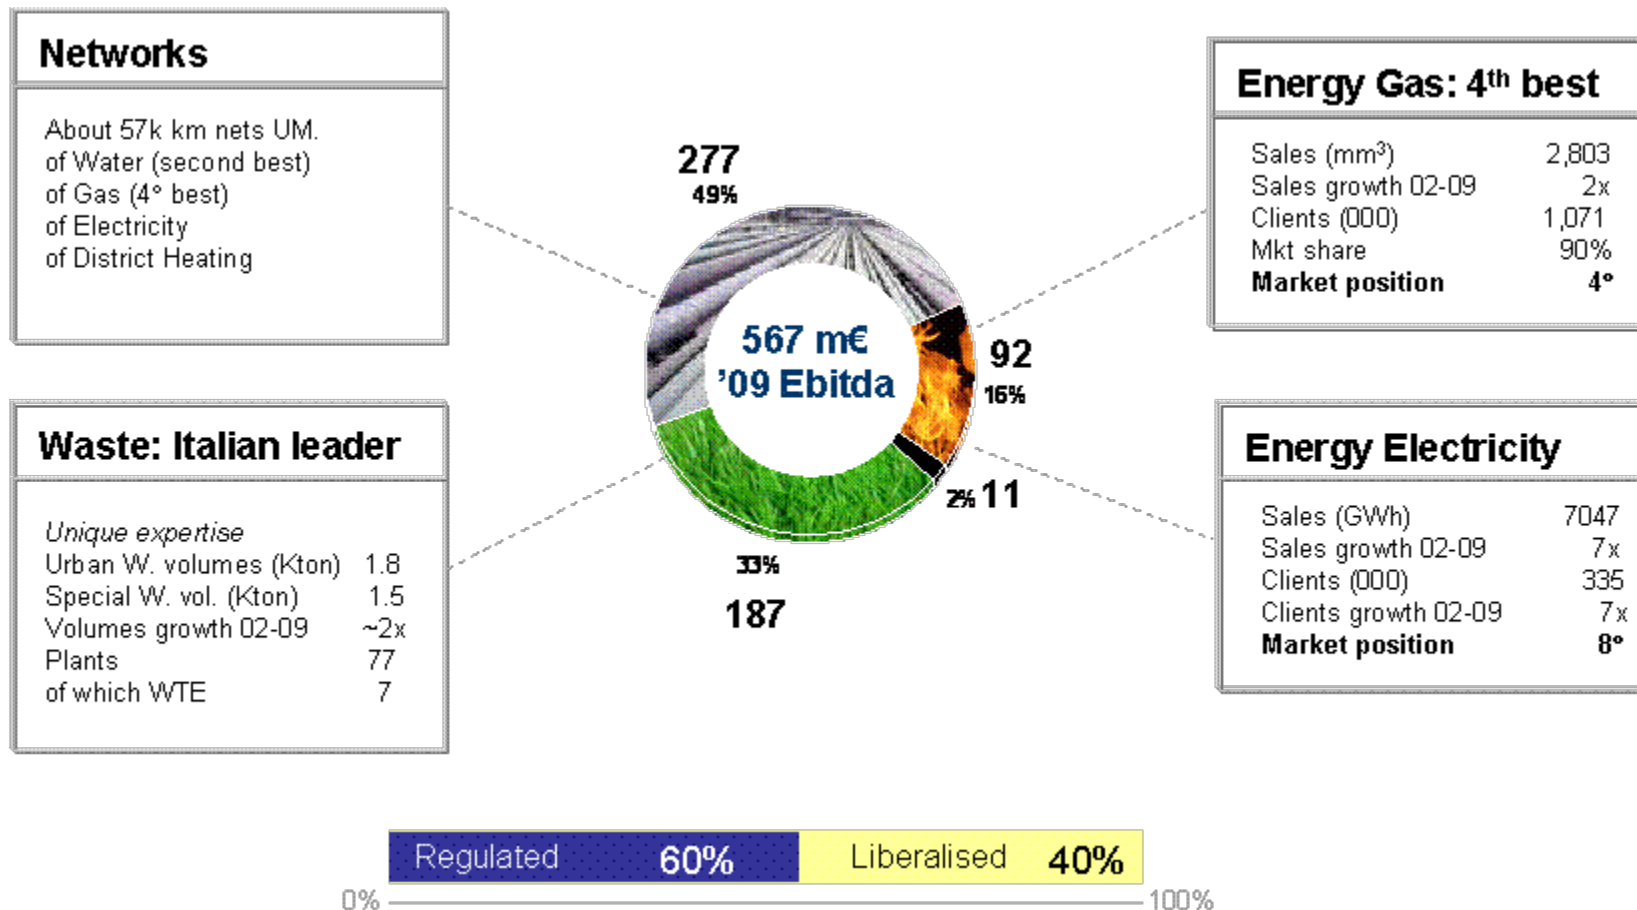 Networks
About 57k km nets UM.
of Water (second best)
of Gas (4° best)
of Electricity
of District Heating
Waste: Italian leader
Unique expertise
Urban W. volumes (Kton) 1.8
Special W. vol. (Kton) 1.5
Volumes growth 02-09 ~2x
Plants 77
of which WTE 7
277
49%
567 m€
’09 Ebitda
92
16%
2% 11
33%
187
Energy Gas: 4th best
Sales (mm³) 2,803
Sales growth 02-09 2x
Clients (000) 1,071
Mkt share 90%
Market position 4°
Energy Electricity
Sales (GWh) 7047
Sales growth 02-09 7x
Clients (000) 335
Clients growth 02-09 7x
Market position 8°
Regulated 60% Liberalised 40%
0% 100%